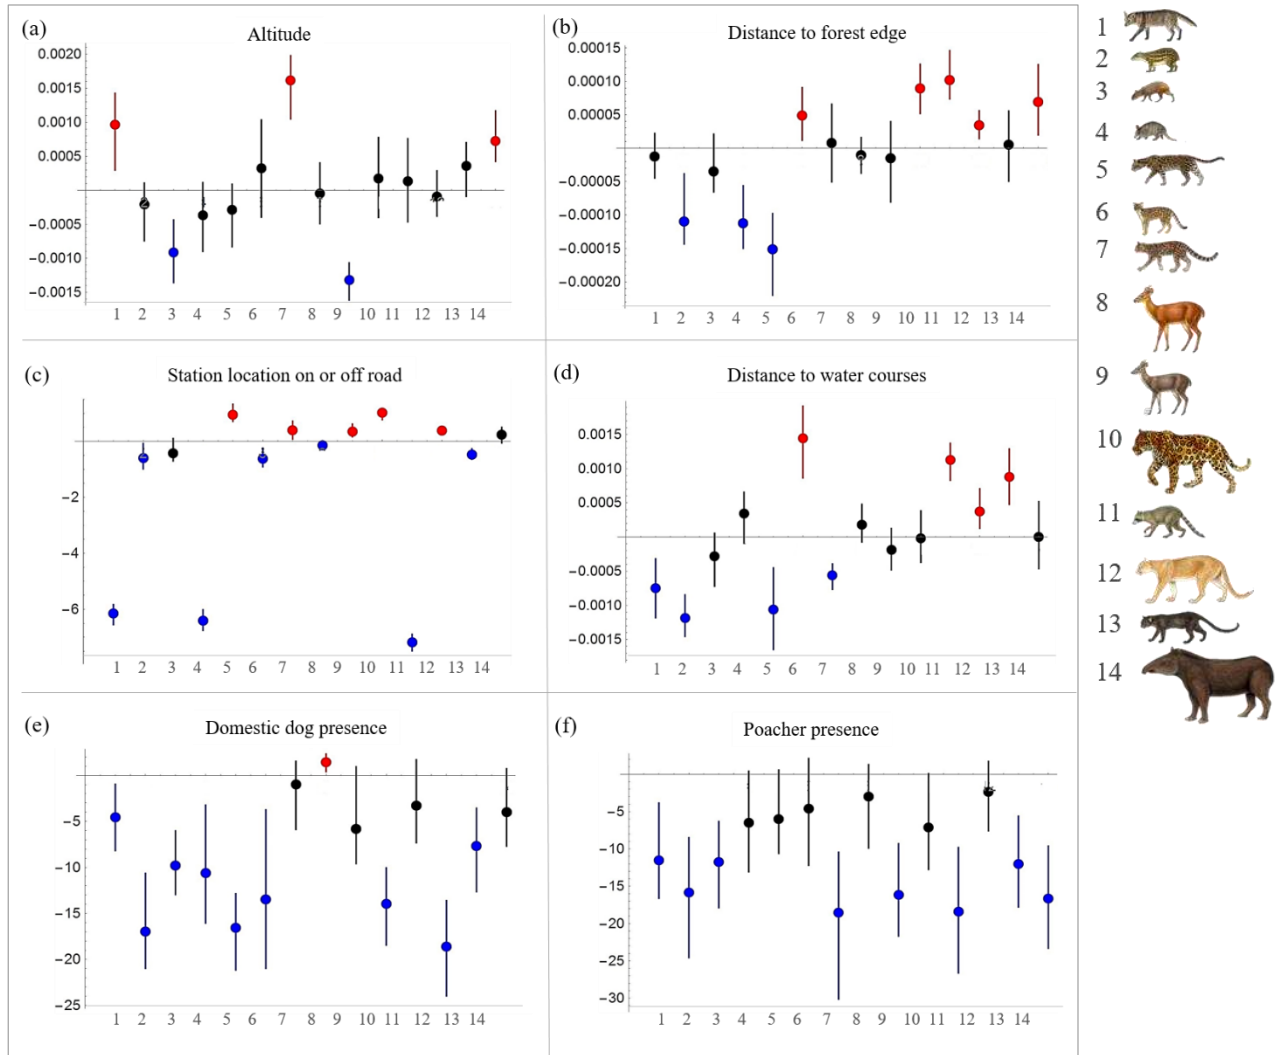 (a)
Altitude
0.0020
0.0015
0.0010
0.0005
−0.0005
−0.0010
−0.0015
1 2 3 4 5 6 7 8 9 10 11 12 13 14
(b)
Distance to forest edge
0.00015
0.00010
0.00005
−0.00005
−0.00010
−0.00015
−0.00020
1 2 3 4 5 6 7 8 9 10 11 12 13 14
(c)
Station location on or off road
−2
−4
−6
1 2 3 4 5 6 7 8 9 10 11 12 13 14
(d)
Distance to water courses
0.0015
0.0010
0.0005
−0.0005
−0.0010
−0.0015
1 2 3 4 5 6 7 8 9 10 11 12 13 14
(e)
Domestic dog presence
−5
−10
−15
−20
−25
1 2 3 4 5 6 7 8 9 10 11 12 13 14
(f)
Poacher presence
−5
−10
−15
−20
−25
−30
1 2 3 4 5 6 7 8 9 10 11 12 13 14
1
2
3
4
5
6
7
8
9
10
11
12
13
14